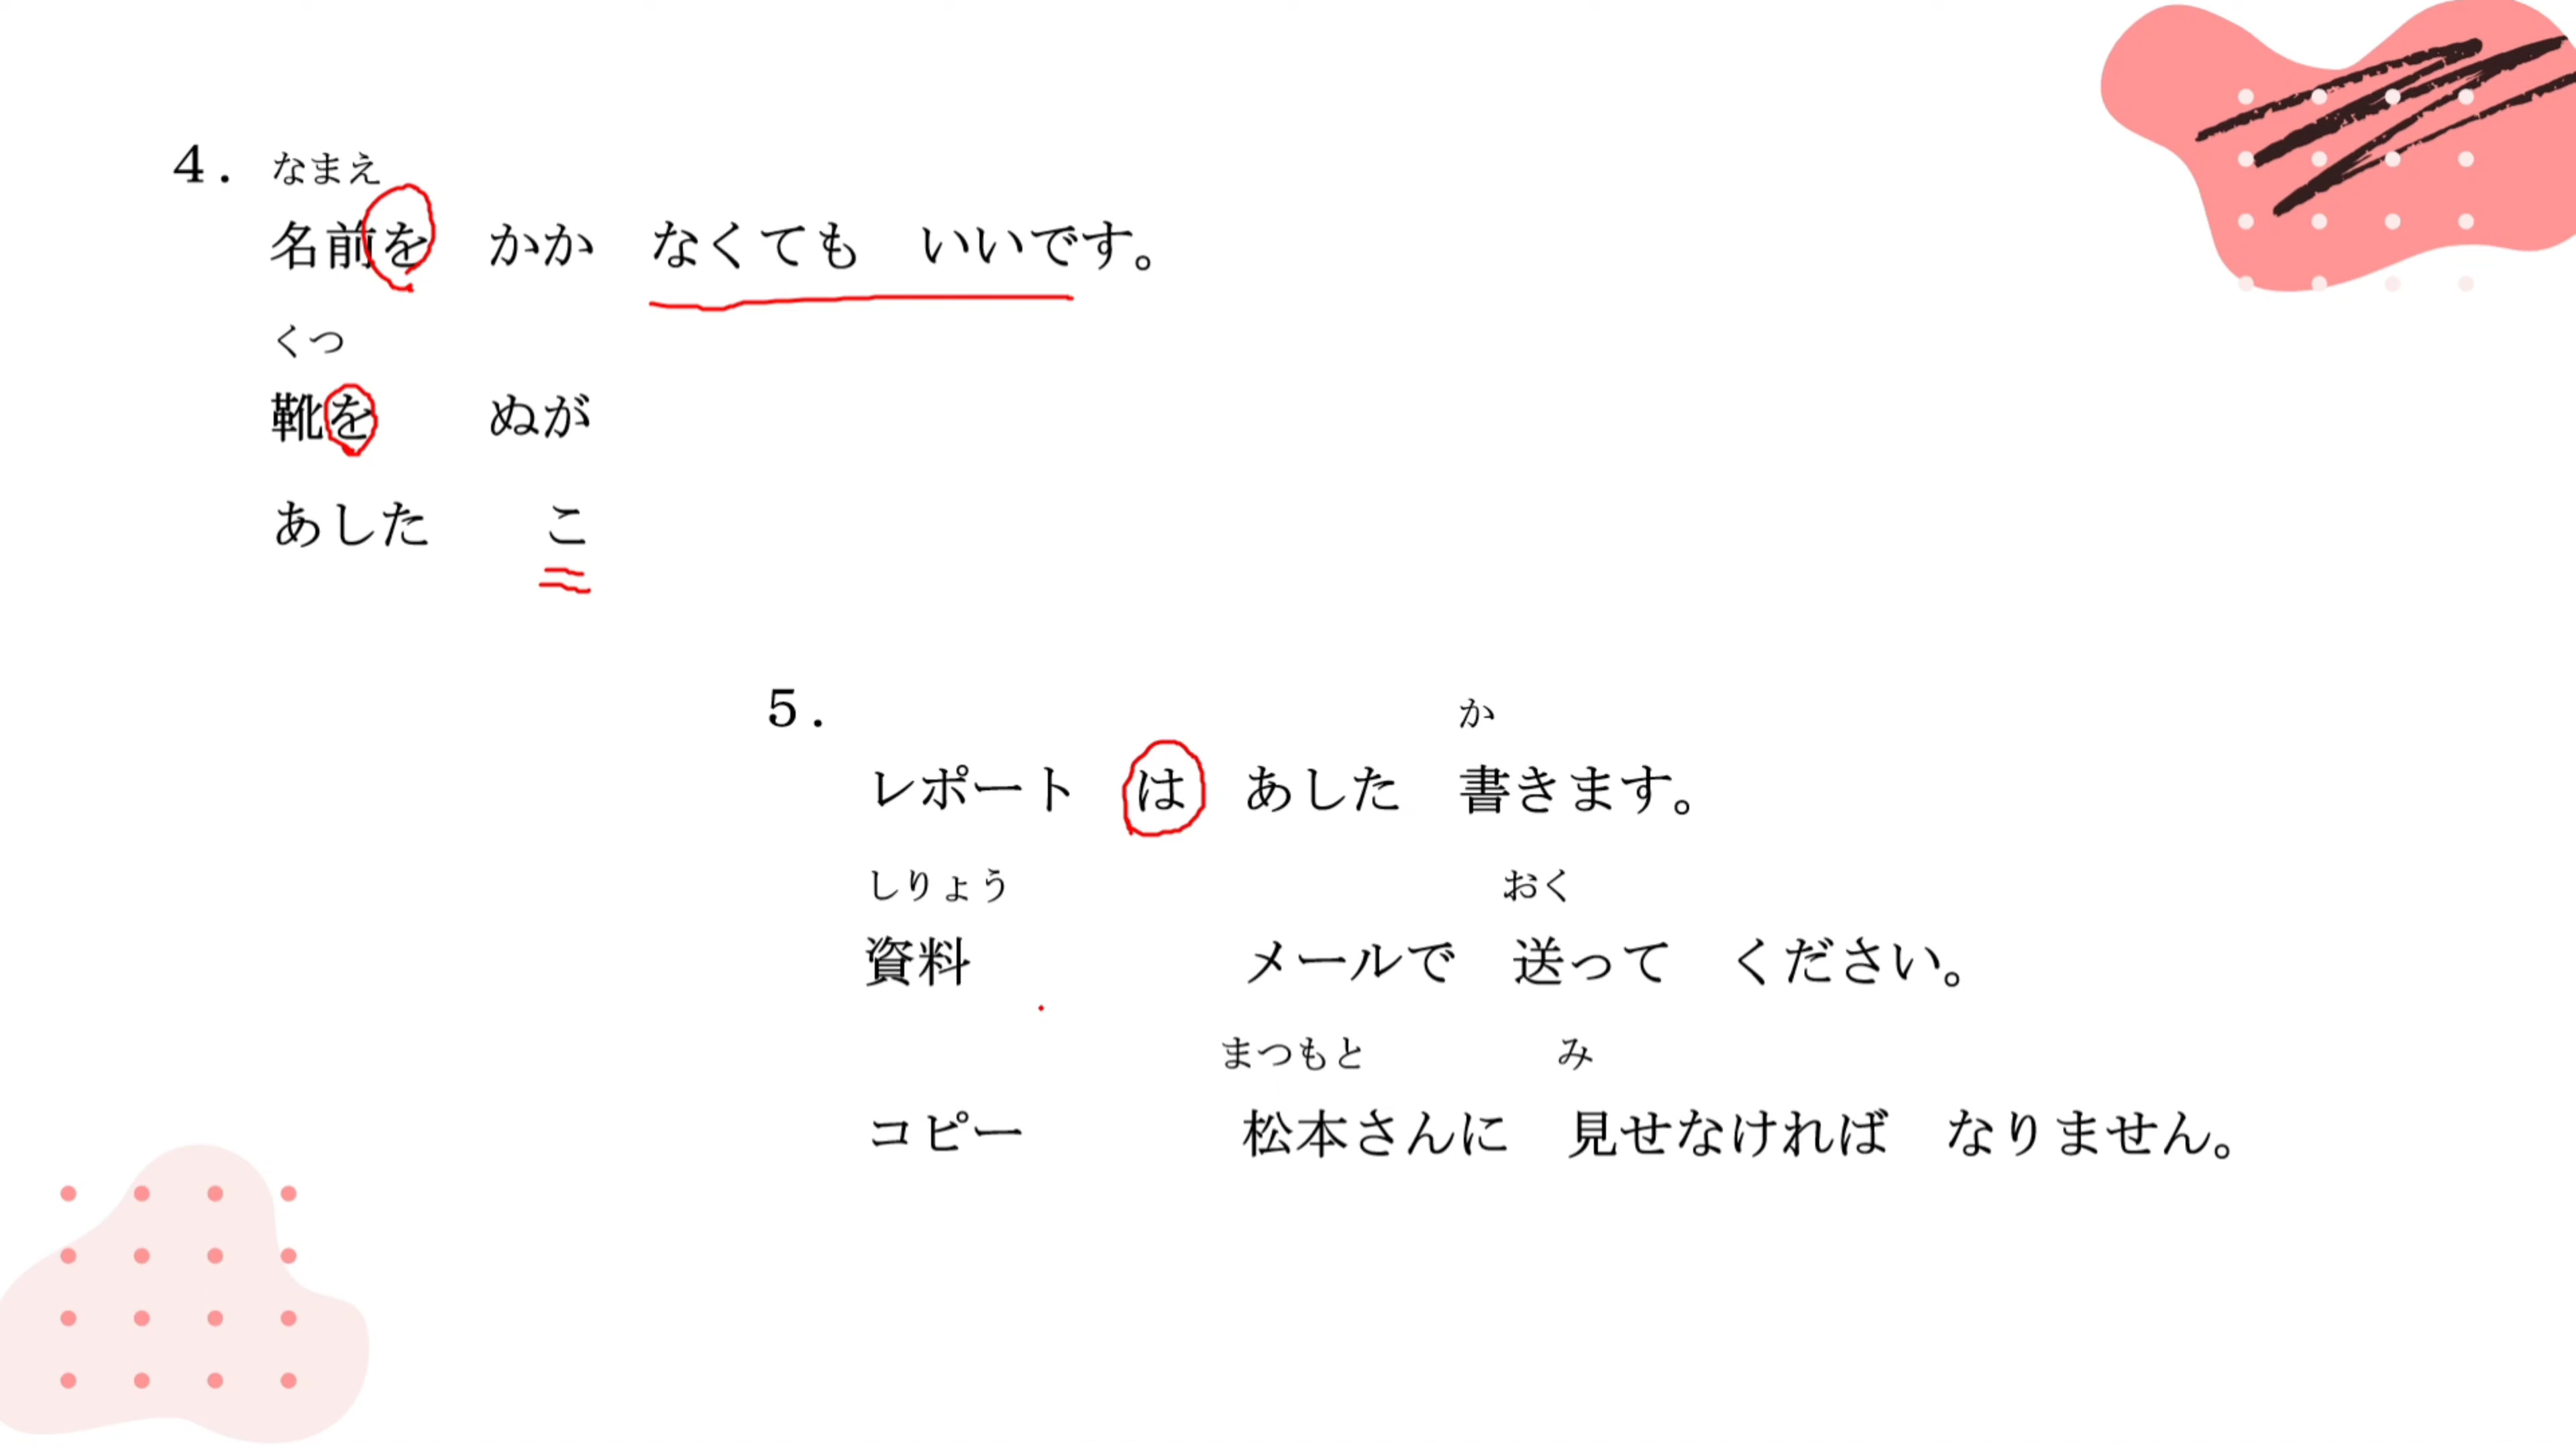 4. なまえ
名前を かか なくても いいです。
くつ
靴を ぬが
あした こ
5.
か
レポート は あした 書きます。
しりょう おく
資料 メールで 送って ください。
まつもと み
コピー 松本さんに 見せなければ なりません。